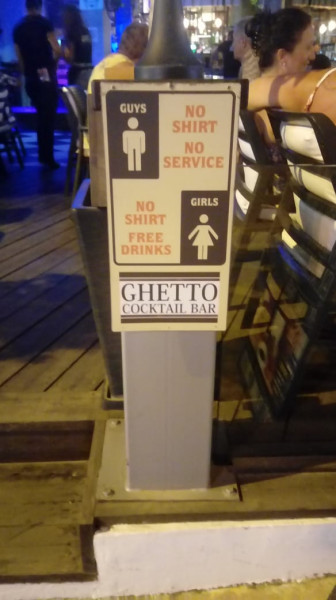 GUYS
NO
SHIRT
NO
SERVICE
NO
SHIRT
FREE
DRINKS
GIRLS
GHETTO
COCKTAIL BAR